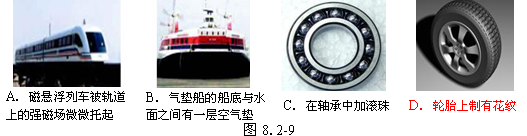 A. 磁悬浮列车被轨道
上的强磁场微微托起
B. 气垫船的船底与水
面之间有一层空气垫
C. 在轴承中加滚珠
D. 轮胎上制有花纹
图 8.2-9